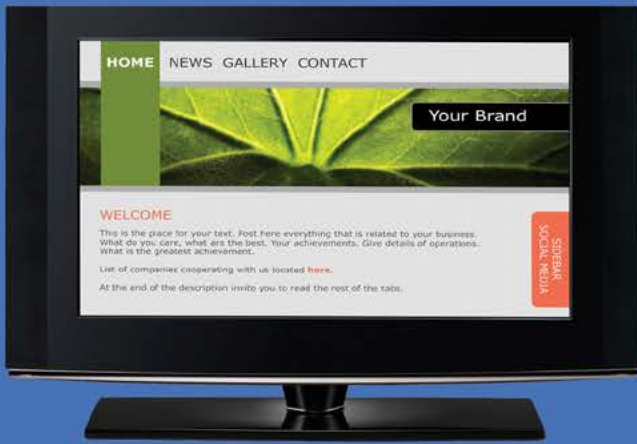 HOME NEWS GALLERY CONTACT
Your Brand
WELCOME
This is the place for your text. Post here everything that is related to your business.
What do you care, what are the best. Your achievements. Give details of operations.
What is the greatest achievement.
List of companies cooperating with us located here.
At the end of the description invite you to read the rest of the tabs.
SIDEBAR
SOCIAL MEDIA